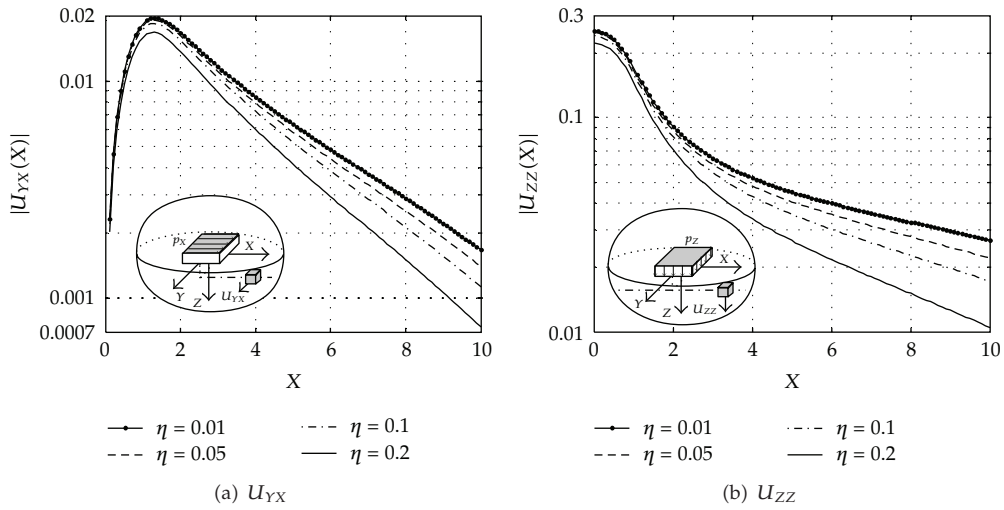 0.02
0.01
0.001
0.0007
|U_YX(X)|
p_X
X
Y
Z
U_YX
0 2 4 6 8 10
X
η = 0.01
η = 0.1
η = 0.05
η = 0.2
(a) U_YX
0.3
0.1
0.01
|U_ZZ(X)|
p_Z
X
Y
Z
U_ZZ
0 2 4 6 8 10
X
η = 0.01
η = 0.1
η = 0.05
η = 0.2
(b) U_ZZ